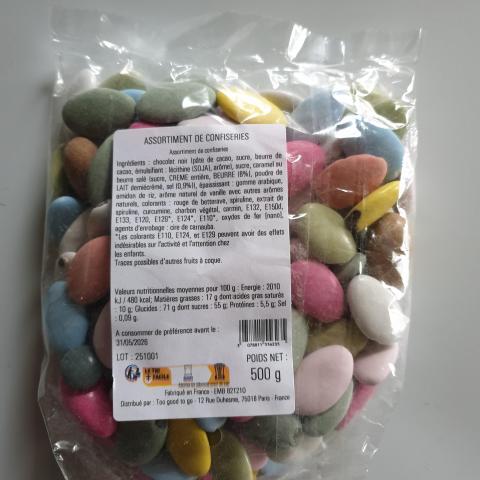 ASSORTIMENT DE CONFISERIES
Assortiment de confiseries
Ingrédients : chocolat noir (pâte de cacao, sucre, beurre de
cacao, émulsifiant : lécithine (SOJA), arôme), sucre, caramel au
beurre salé (sucre, CREME entière, BEURRE (8%), poudre de
LAIT demiécrémé, sel (0,9%)), épaississant : gomme arabique,
amidon de riz, arôme naturel de vanille avec autres arômes
naturels, colorants : rouge de betterave, spiruline, extrait de
spiruline, curcumine, charbon végétal, carmin, E132, E150d,
E133, E120, E129*, E124*, E110*, oxydes de fer (nano),
agents d'enrobage : cire de carnauba.
*Les colorants E110, E124, et E129 peuvent avoir des effets
indésirables sur l'activité et l'attention chez
les enfants.
Traces possibles d'autres fruits à coque.
Valeurs nutritionnelles moyennes pour 100 g : Energie : 2010
kJ / 480 kcal; Matières grasses : 17 g dont acides gras saturés
: 10 g; Glucides : 71 g dont sucres : 55 g; Protéines : 5,5 g; Sel
: 0,09 g.
A consommer de préférence avant le :
31/05/2026
LOT : 251001
POIDS NET :
500 g
LE TRI
+ FACILE
Fabriqué en France - EMB 82121G
Distribué par : Too good to go - 12 Rue Duhesme, 75018 Paris - France